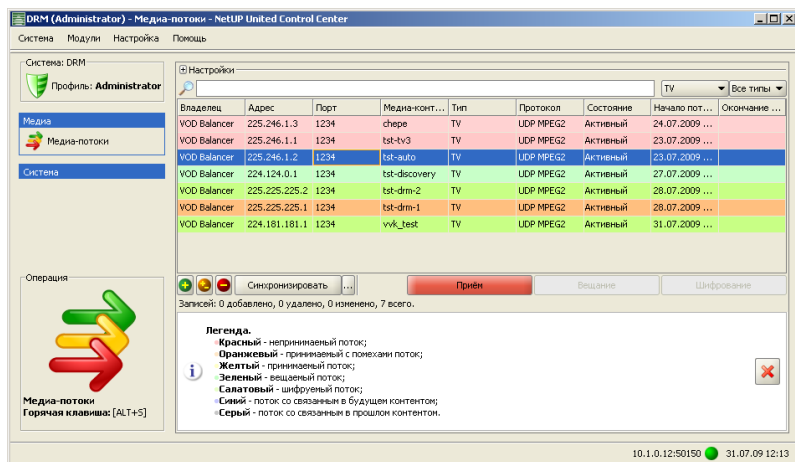 DRM (Administrator) - Медиа-потоки - NetUP United Control Center
Система Модули Настройка Помощь
Система: DRM
Профиль: Administrator
Медиа
Медиа-потоки
Система
Операция
Медиа-потоки
Горячая клавиша: [ALT+S]
Настройки
TV Все типы
Владелец Адрес Порт Медиа-конт... Тип Протокол Состояние Начало пот... Окончание ...
VOD Balancer 225.246.1.3 1234 chepe TV UDP MPEG2 Активный 24.07.2009 ...
VOD Balancer 225.246.1.1 1234 tst-tv3 TV UDP MPEG2 Активный 23.07.2009 ...
VOD Balancer 225.246.1.2 1234 tst-auto TV UDP MPEG2 Активный 23.07.2009 ...
VOD Balancer 224.124.0.1 1234 tst-discovery TV UDP MPEG2 Активный 27.07.2009 ...
VOD Balancer 225.225.225.2 1234 tst-drm-2 TV UDP MPEG2 Активный 28.07.2009 ...
VOD Balancer 225.225.225.1 1234 tst-drm-1 TV UDP MPEG2 Активный 28.07.2009 ...
VOD Balancer 224.181.181.1 1234 vvk_test TV UDP MPEG2 Активный 31.07.2009 ...
Синхронизировать ... Приём Вещание Шифрование
Записей: 0 добавлено, 0 удалено, 0 изменено, 7 всего.
Легенда.
Красный - непринимаеный поток;
Оранжевый - принимаемый с помехами поток;
Желтый - принимаемый поток;
Зеленый - вещаемый поток;
Салатовый - шифруемый поток;
Синий - поток со связанным в будущем контентом;
Серый - поток со связанным в прошлом контентом.
10.1.0.12:50150 31.07.09 12:13